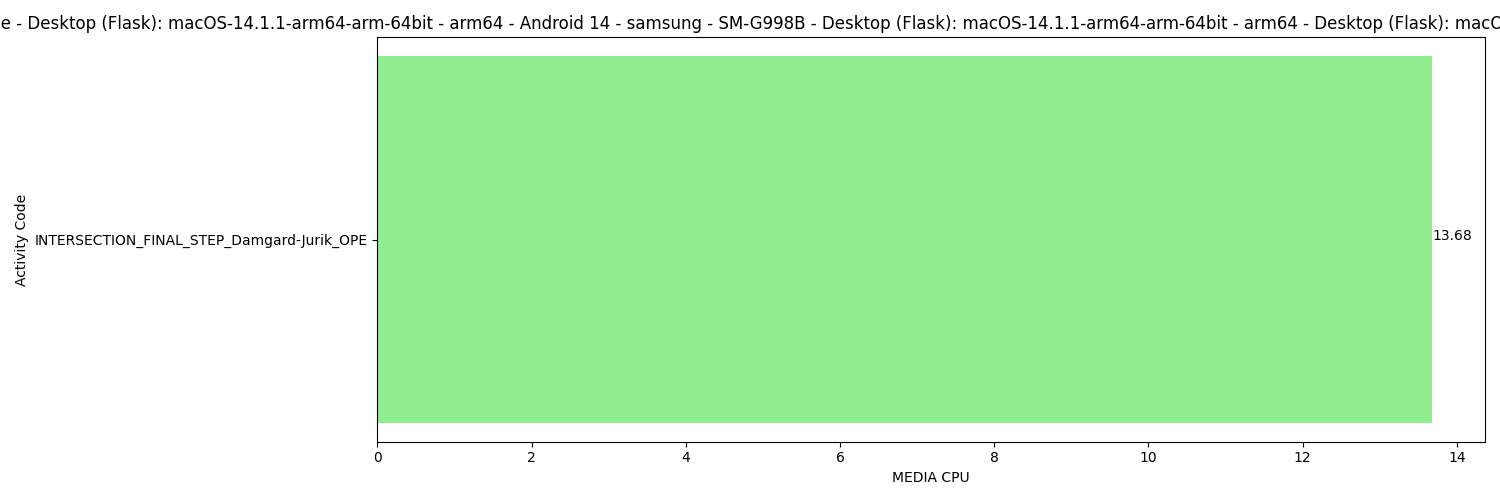 e - Desktop (Flask): macOS-14.1.1-arm64-arm-64bit - arm64 - Android 14 - samsung - SM-G998B - Desktop (Flask): macOS-14.1.1-arm64-arm-64bit - arm64 - Desktop (Flask): macO
Activity Code
INTERSECTION_FINAL_STEP_Damgard-Jurik_OPE
13.68
0 2 4 6 8 10 12 14
MEDIA CPU